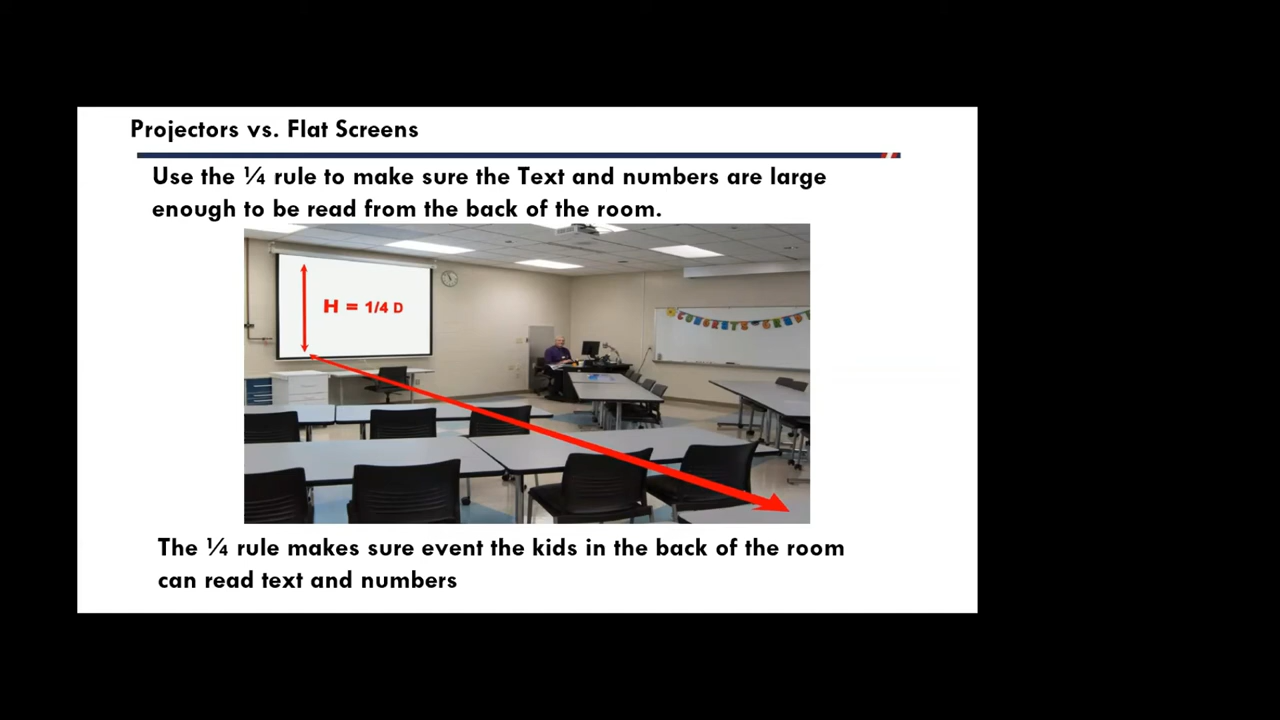 Projectors vs. Flat Screens
Use the ¼ rule to make sure the Text and numbers are large
enough to be read from the back of the room.
H = 1/4 D
The ¼ rule makes sure event the kids in the back of the room
can read text and numbers